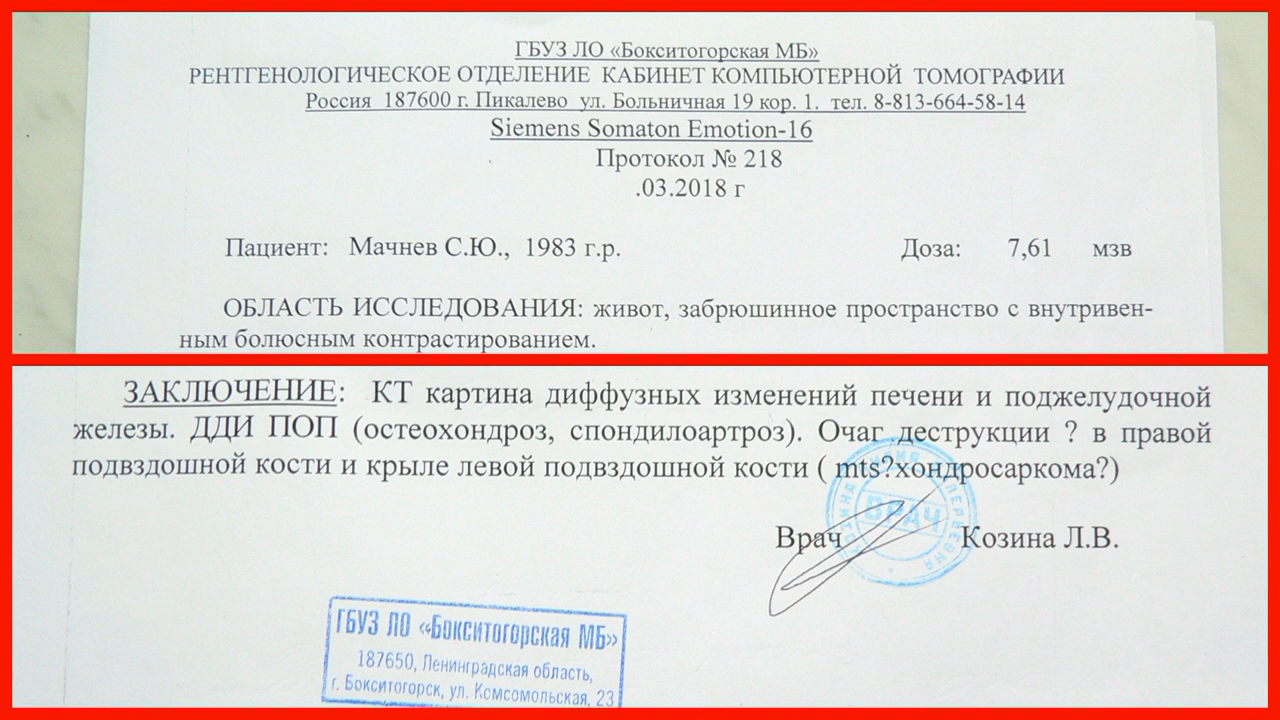 ГБУЗ ЛО «Бокситогорская МБ»
РЕНТГЕНОЛОГИЧЕСКОЕ ОТДЕЛЕНИЕ КАБИНЕТ КОМПЬЮТЕРНОЙ ТОМОГРАФИИ
Россия 187600 г. Пикалево ул. Больничная 19 кор. 1. тел. 8-813-664-58-14
Siemens Somaton Emotion-16
Протокол № 218
.03.2018 г
Пациент: Мачнев С.Ю., 1983 г.р. Доза: 7,61 мзв
ОБЛАСТЬ ИССЛЕДОВАНИЯ: живот, забрюшинное пространство с внутривен-
ным болюсным контрастированием.
ЗАКЛЮЧЕНИЕ: КТ картина диффузных изменений печени и поджелудочной
железы. ДДИ ПОП (остеохондроз, спондилоартроз). Очаг деструкции ? в правой
подвздошной кости и крыле левой подвздошной кости ( mts?хондросаркома?)
Врач Козина Л.В.
ВРАЧ
ГБУЗ ЛО «Бокситогорская МБ»
187650, Ленинградская область,
г. Бокситогорск, ул. Комсомольская, 23